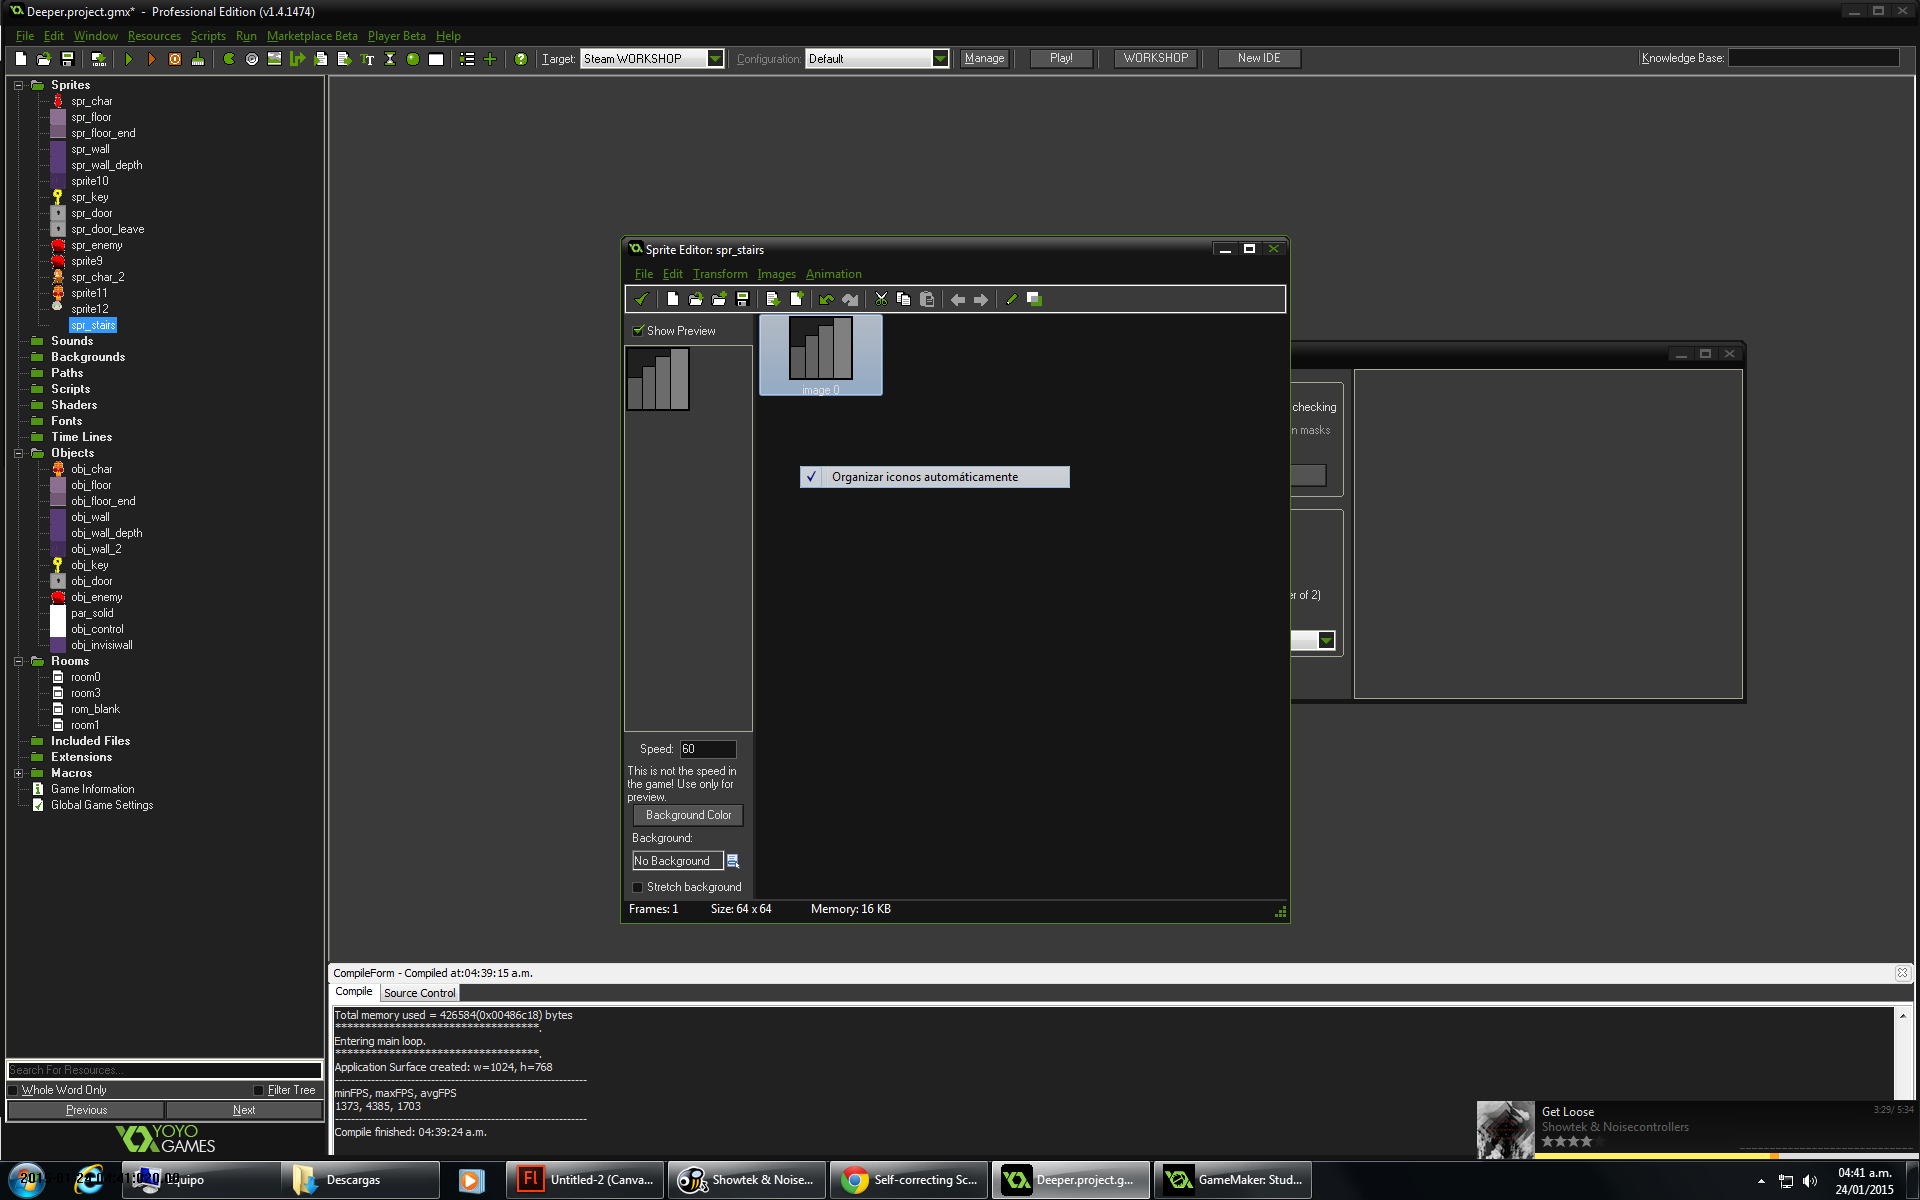 Deeper.project.gmx* - Professional Edition (v1.4.1474)
File Edit Window Resources Scripts Run Marketplace Beta Player Beta Help
Target: Steam WORKSHOP Configuration: Default Manage Play! WORKSHOP New IDE Knowledge Base:
Sprites
spr_char
spr_floor
spr_floor_end
spr_wall
spr_wall_depth
sprite10
spr_key
spr_door
spr_door_leave
spr_enemy
sprite9
spr_char_2
sprite11
sprite12
spr_stairs
Sounds
Backgrounds
Paths
Scripts
Shaders
Fonts
Time Lines
Objects
obj_char
obj_floor
obj_floor_end
obj_wall
obj_wall_depth
obj_wall_2
obj_key
obj_door
obj_enemy
par_solid
obj_control
obj_invisiwall
Rooms
room0
room3
rom_blank
room1
Included Files
Extensions
Macros
Game Information
Global Game Settings
Search For Resources...
Whole Word Only Filter Tree
Previous Next
YOYO
GAMES
Sprite Editor: spr_stairs
File Edit Transform Images Animation
Show Preview
image 0
Organizar iconos automáticamente
Speed: 60
This is not the speed in
the game! Use only for
preview.
Background Color
Background:
No Background
Stretch background
Frames: 1 Size: 64 x 64 Memory: 16 KB
checking
n masks
er of 2)
CompileForm - Compiled at:04:39:15 a.m.
Compile Source Control
Total memory used = 426584(0x00486c18) bytes
***********************************.
Entering main loop.
***********************************.
Application Surface created: w=1024, h=768
minFPS, maxFPS, avgFPS
1373, 4385, 1703
Compile finished: 04:39:24 a.m.
Get Loose 3:29/ 5:34
Showtek & Noisecontrollers
Equipo Descargas Untitled-2 (Canva... Showtek & Noise... Self-correcting Sc... Deeper.project.g... GameMaker: Stud...
04:41 a.m.
24/01/2015